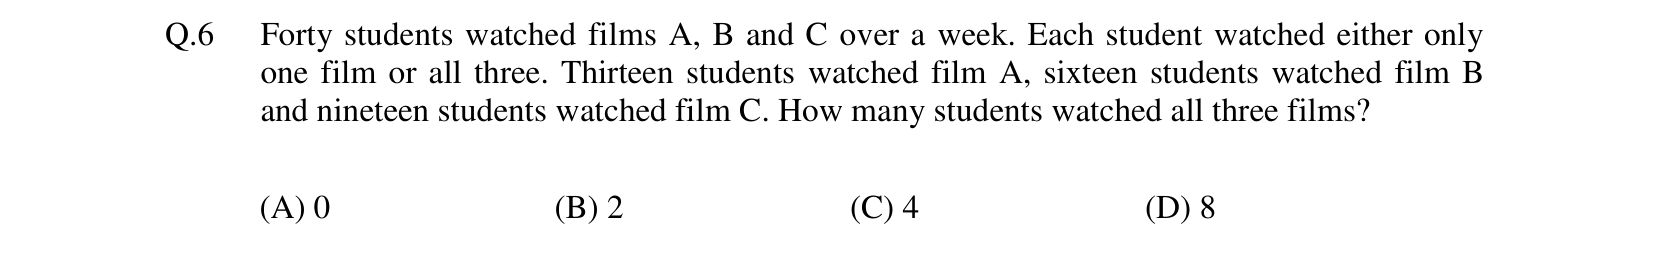 Q.6 Forty students watched films A, B and C over a week. Each student watched either only
one film or all three. Thirteen students watched film A, sixteen students watched film B
and nineteen students watched film C. How many students watched all three films?
(A) 0 (B) 2 (C) 4 (D) 8